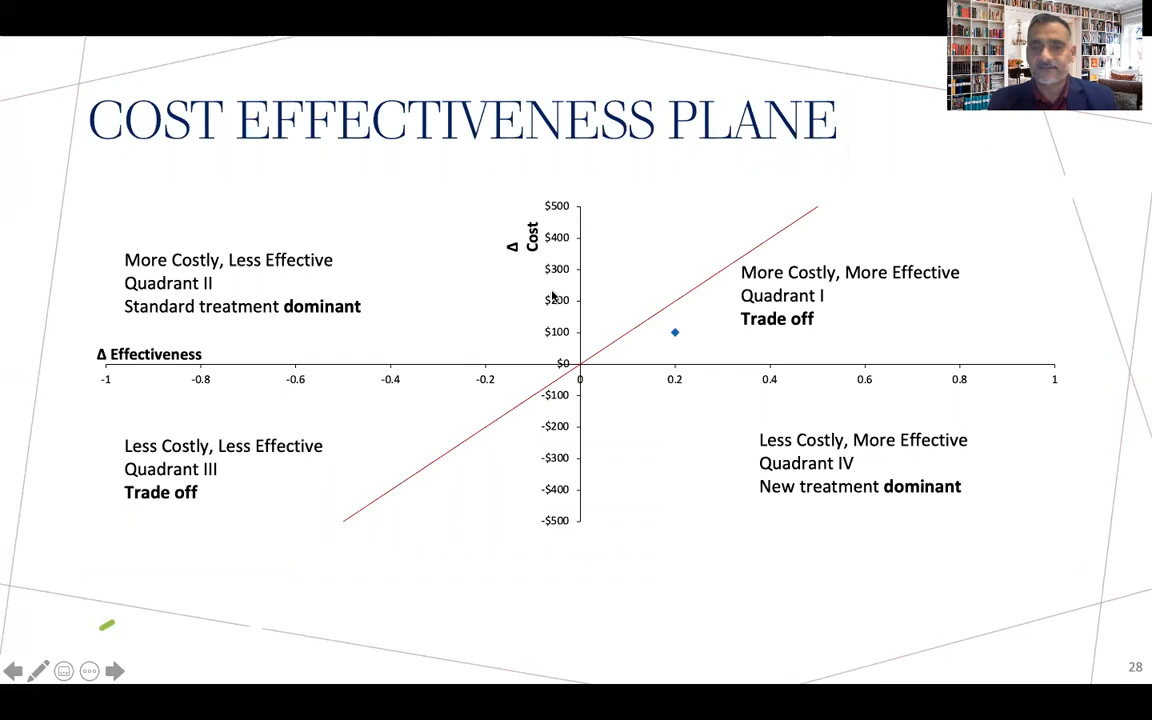 COST EFFECTIVENESS PLANE
Δ
Cost
$500
$400
$300
$200
$100
$0
-$100
-$200
-$300
-$400
-$500
More Costly, Less Effective
Quadrant II
Standard treatment dominant
More Costly, More Effective
Quadrant I
Trade off
Δ Effectiveness
-1 -0.8 -0.6 -0.4 -0.2 0 0.2 0.4 0.6 0.8 1
Less Costly, Less Effective
Quadrant III
Trade off
Less Costly, More Effective
Quadrant IV
New treatment dominant
28